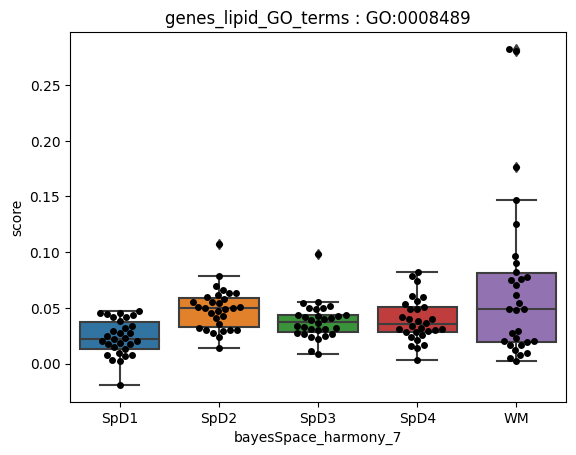 genes_lipid_GO_terms : GO:0008489
0.25
0.20
0.15
0.10
0.05
0.00
score
SpD1 SpD2 SpD3 SpD4 WM
bayesSpace_harmony_7